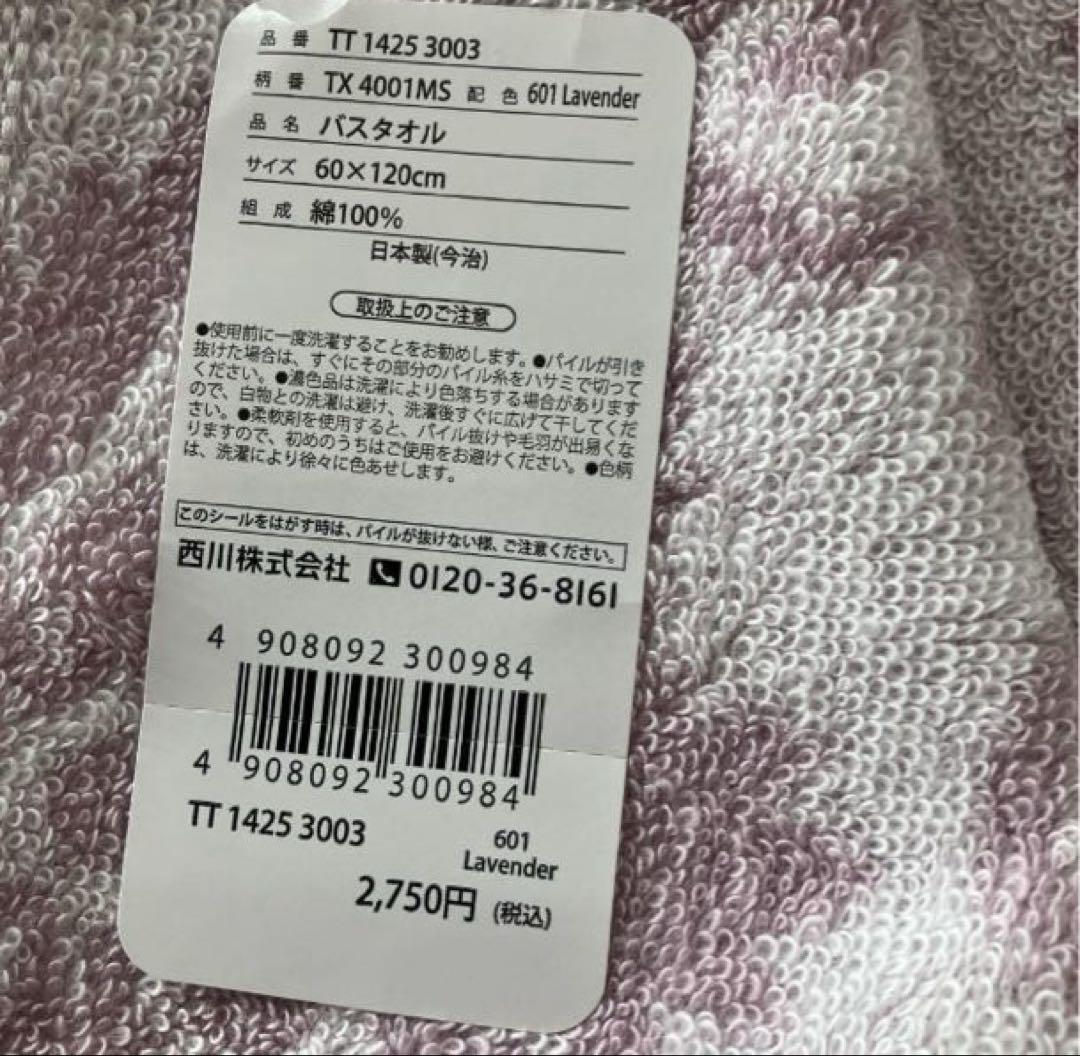 品番 TT 1425 3003
柄番 TX 4001MS 配色 601 Lavender
品名 バスタオル
サイズ 60×120cm
組成 綿100%
日本製(今治)
取扱上のご注意
●使用前に一度洗濯することをお勧めします。●パイルが引き
抜けた場合は、すぐにその部分のパイル糸をハサミで切って
ください。●濃色品は洗濯により色落ちする場合があります
ので、白物との洗濯は避け、洗濯後すぐに広げて干してくだ
さい。●柔軟剤を使用すると、パイル抜けや毛羽が出易くな
りますので、初めのうちはご使用をお避けください。●色柄
は、洗濯により徐々に色あせします。
このシールをはがす時は、パイルが抜けない様、ご注意ください。
西川株式会社 0120-36-8161
4 908092 300984
4 908092 300984
TT 1425 3003
601
Lavender
2,750円 (税込)